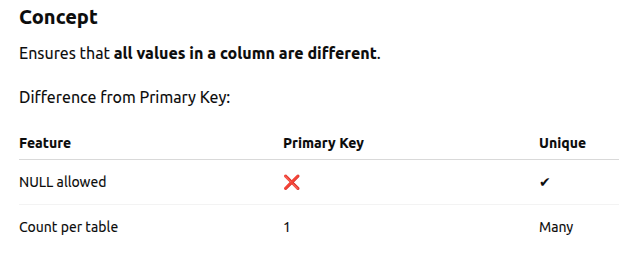 Concept
Ensures that all values in a column are different.
Difference from Primary Key:
Feature Primary Key Unique
NULL allowed ❌ ✔
Count per table 1 Many